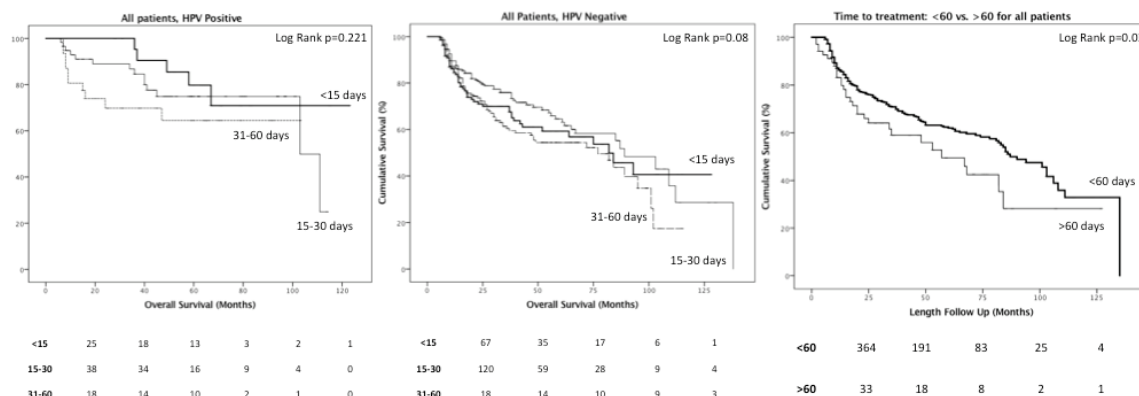 All patients, HPV Positive
Log Rank p=0.221
100
80
60
40
20
0
<15 days
31-60 days
15-30 days
0 20 40 60 80 100 120
Overall Survival (Months)
<15 25 18 13 3 2 1
15-30 38 34 16 9 4 0
31-60 18 14 10 2 1 0
All Patients, HPV Negative
Log Rank p=0.08
Cumulative Survival (%)
100
80
60
40
20
0
<15 days
31-60 days
15-30 days
0 25 50 75 100 125
Overall Survival (Months)
<15 67 35 17 6 1
15-30 120 59 28 9 4
31-60 18 14 10 9 3
Time to treatment: <60 vs. >60 for all patients
Log Rank
Cumulative Survival (%)
100
80
60
40
20
0
<60 days
>60 days
0 25 50 75 100 125
Length Follow Up (Months)
<60 364 191 83 25 4
>60 33 18 8 2 1